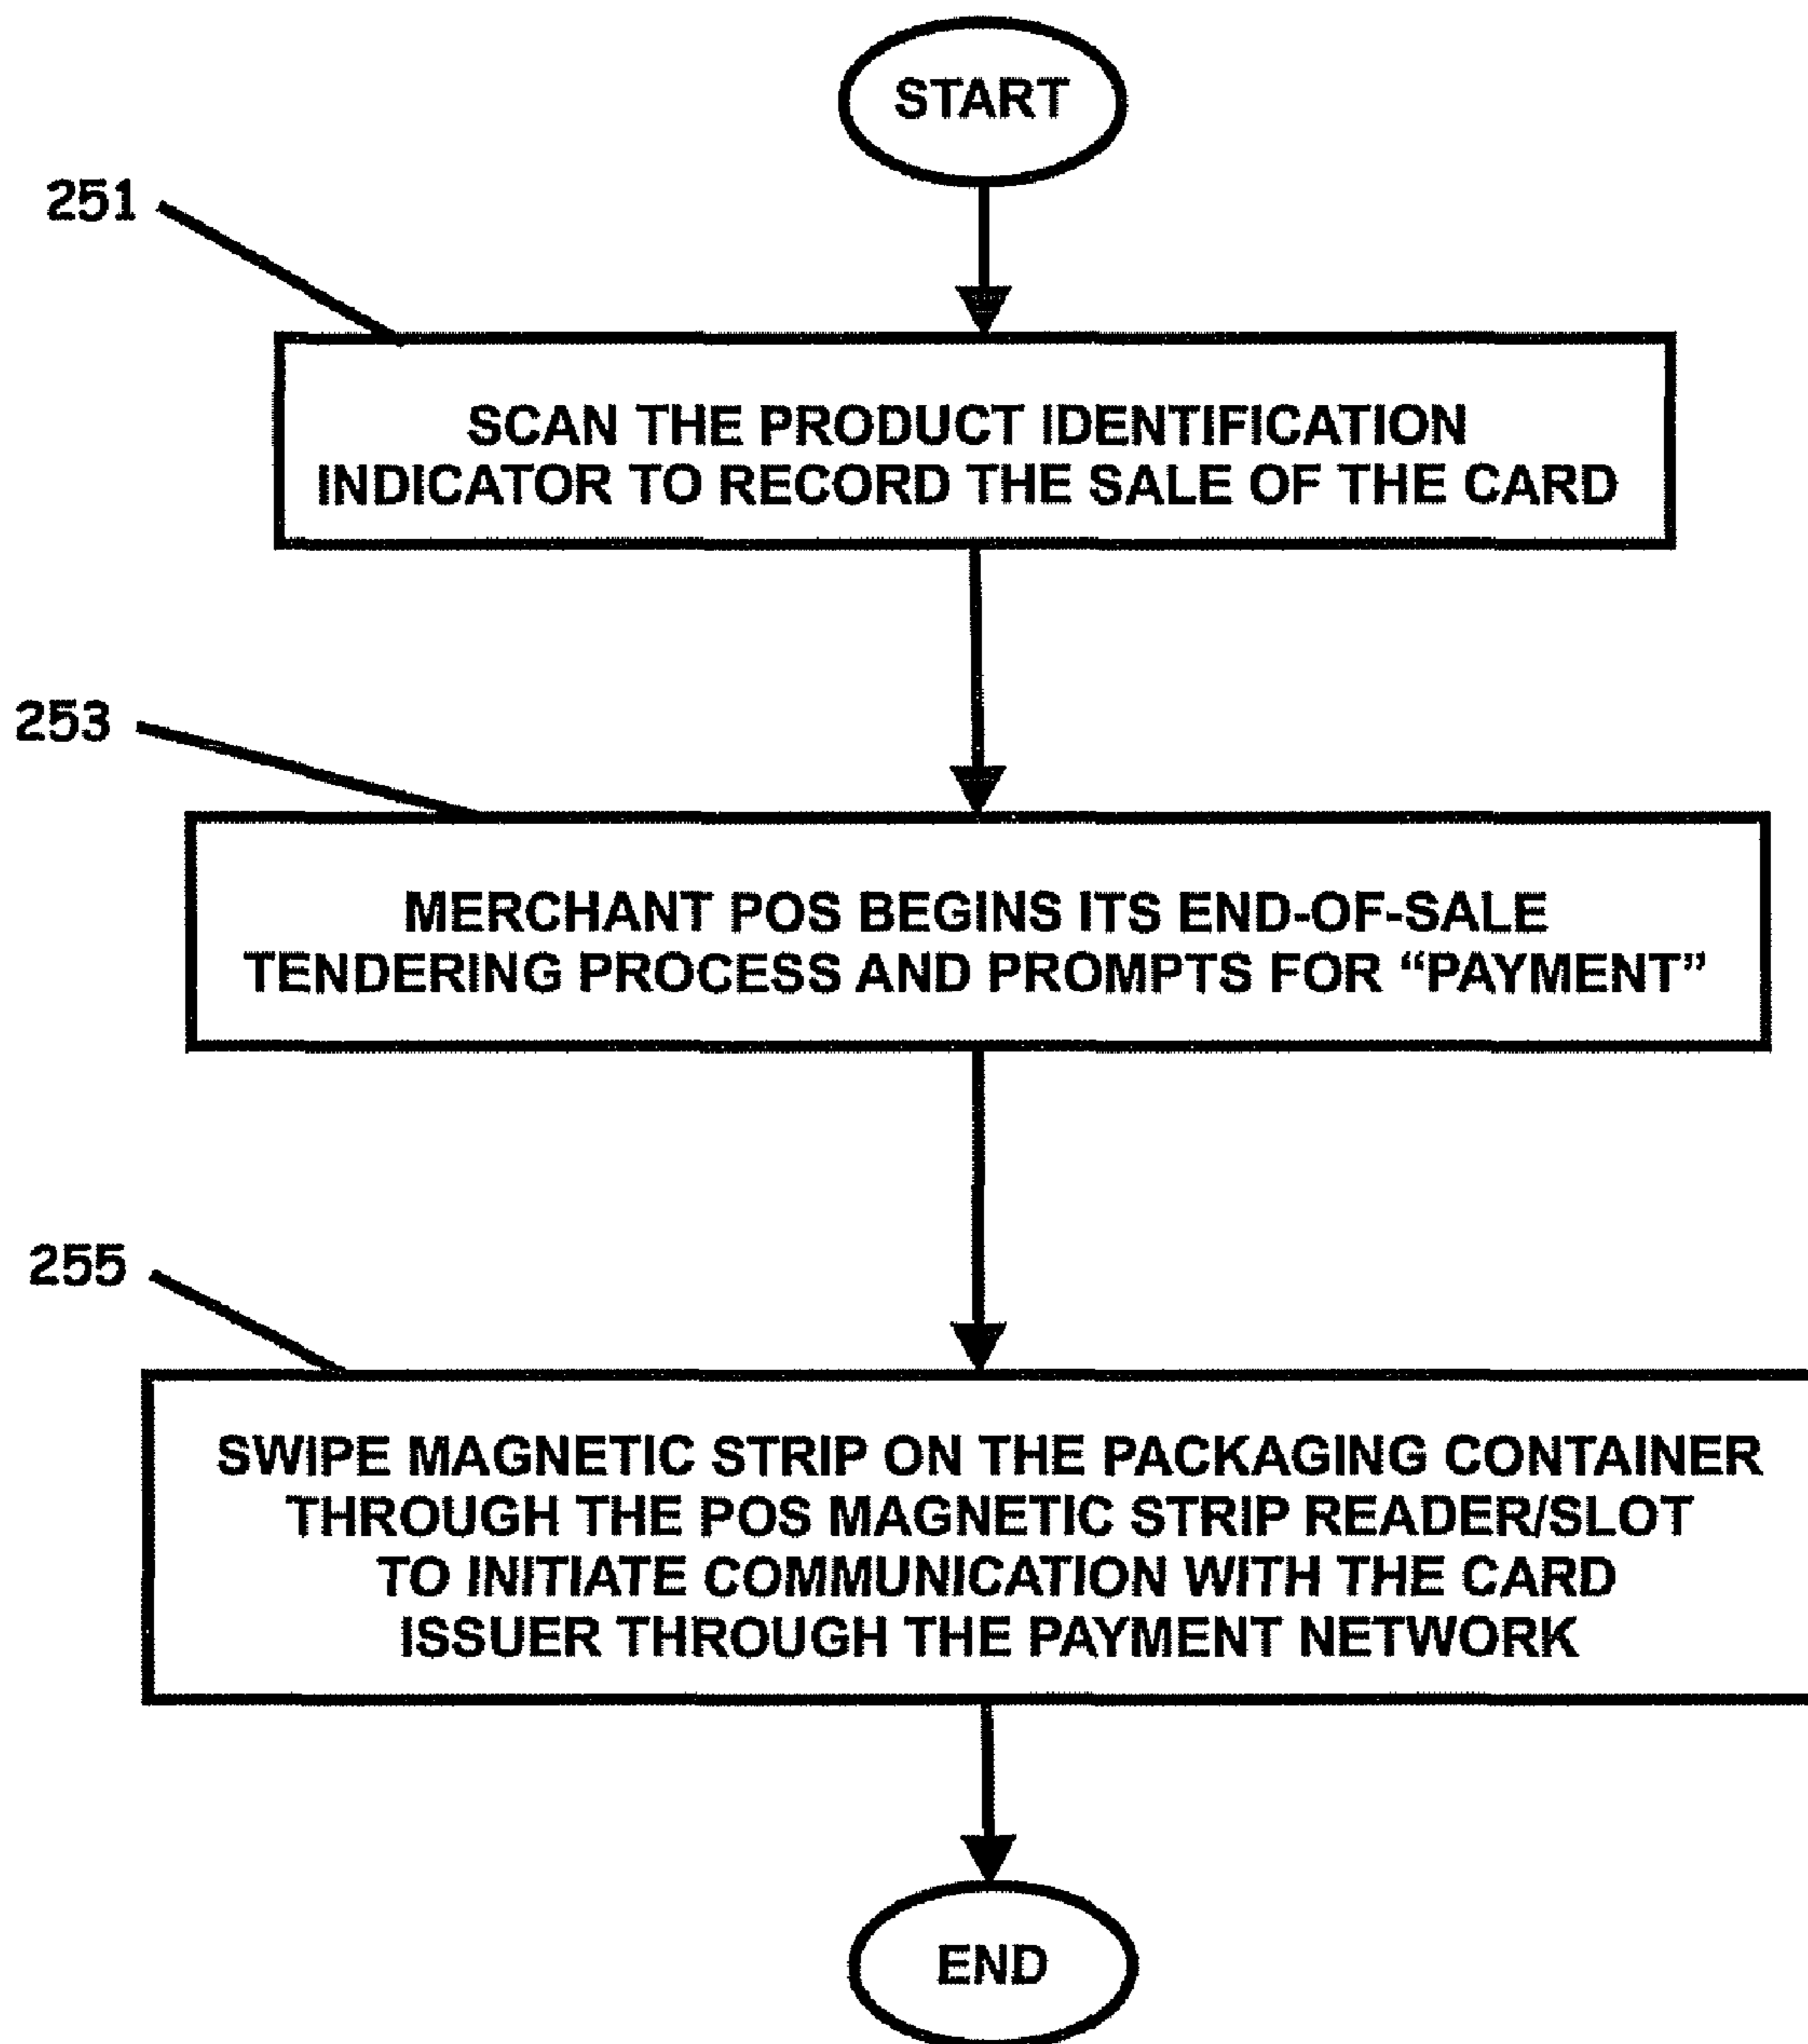 START
251
SCAN THE PRODUCT IDENTIFICATION
INDICATOR TO RECORD THE SALE OF THE CARD
253
MERCHANT POS BEGINS ITS END-OF-SALE
TENDERING PROCESS AND PROMPTS FOR “PAYMENT”
255
SWIPE MAGNETIC STRIP ON THE PACKAGING CONTAINER
THROUGH THE POS MAGNETIC STRIP READER/SLOT
TO INITIATE COMMUNICATION WITH THE CARD
ISSUER THROUGH THE PAYMENT NETWORK
END